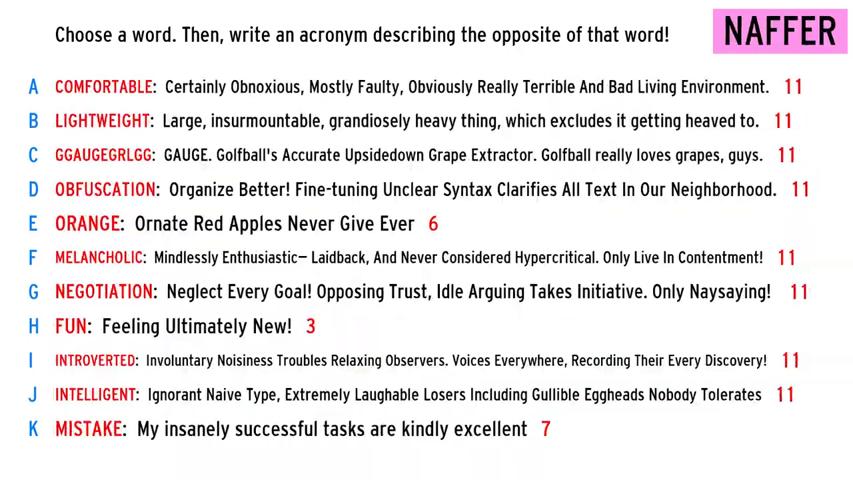 Choose a word. Then, write an acronym describing the opposite of that word!
NAFFER
A COMFORTABLE: Certainly Obnoxious, Mostly Faulty, Obviously Really Terrible And Bad Living Environment. 11
B LIGHTWEIGHT: Large, insurmountable, grandiosely heavy thing, which excludes it getting heaved to. 11
C GGAUGEGRLGG: GAUGE. Golfball's Accurate Upsidedown Grape Extractor. Golfball really loves grapes, guys. 11
D OBFUSCATION: Organize Better! Fine-tuning Unclear Syntax Clarifies All Text In Our Neighborhood. 11
E ORANGE: Ornate Red Apples Never Give Ever 6
F MELANCHOLIC: Mindlessly Enthusiastic— Laidback, And Never Considered Hypercritical. Only Live In Contentment! 11
G NEGOTIATION: Neglect Every Goal! Opposing Trust, Idle Arguing Takes Initiative. Only Naysaying! 11
H FUN: Feeling Ultimately New! 3
I INTROVERTED: Involuntary Noisiness Troubles Relaxing Observers. Voices Everywhere, Recording Their Every Discovery! 11
J INTELLIGENT: Ignorant Naive Type, Extremely Laughable Losers Including Gullible Eggheads Nobody Tolerates 11
K MISTAKE: My insanely successful tasks are kindly excellent 7